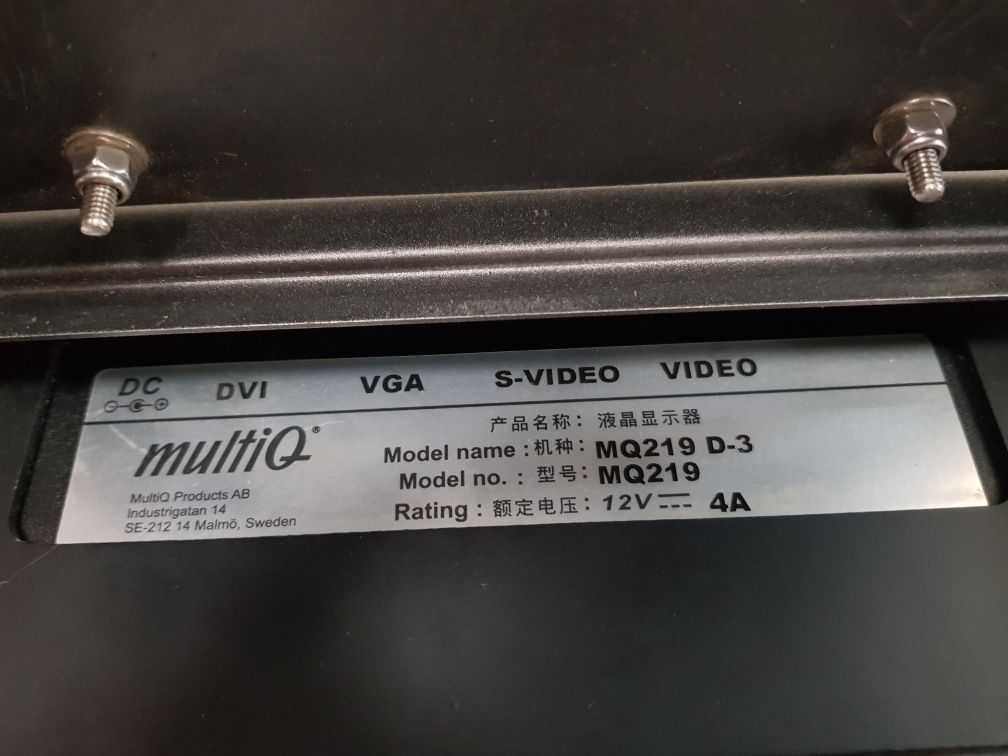 DC DVI VGA S-VIDEO VIDEO
multiQ®
MultiQ Products AB
Industrigatan 14
SE-212 14 Malmö, Sweden
产品名称：液晶显示器
Model name :机种：MQ219 D-3
Model no. : 型号：MQ219
Rating : 额定电压：12V⎓ 4A